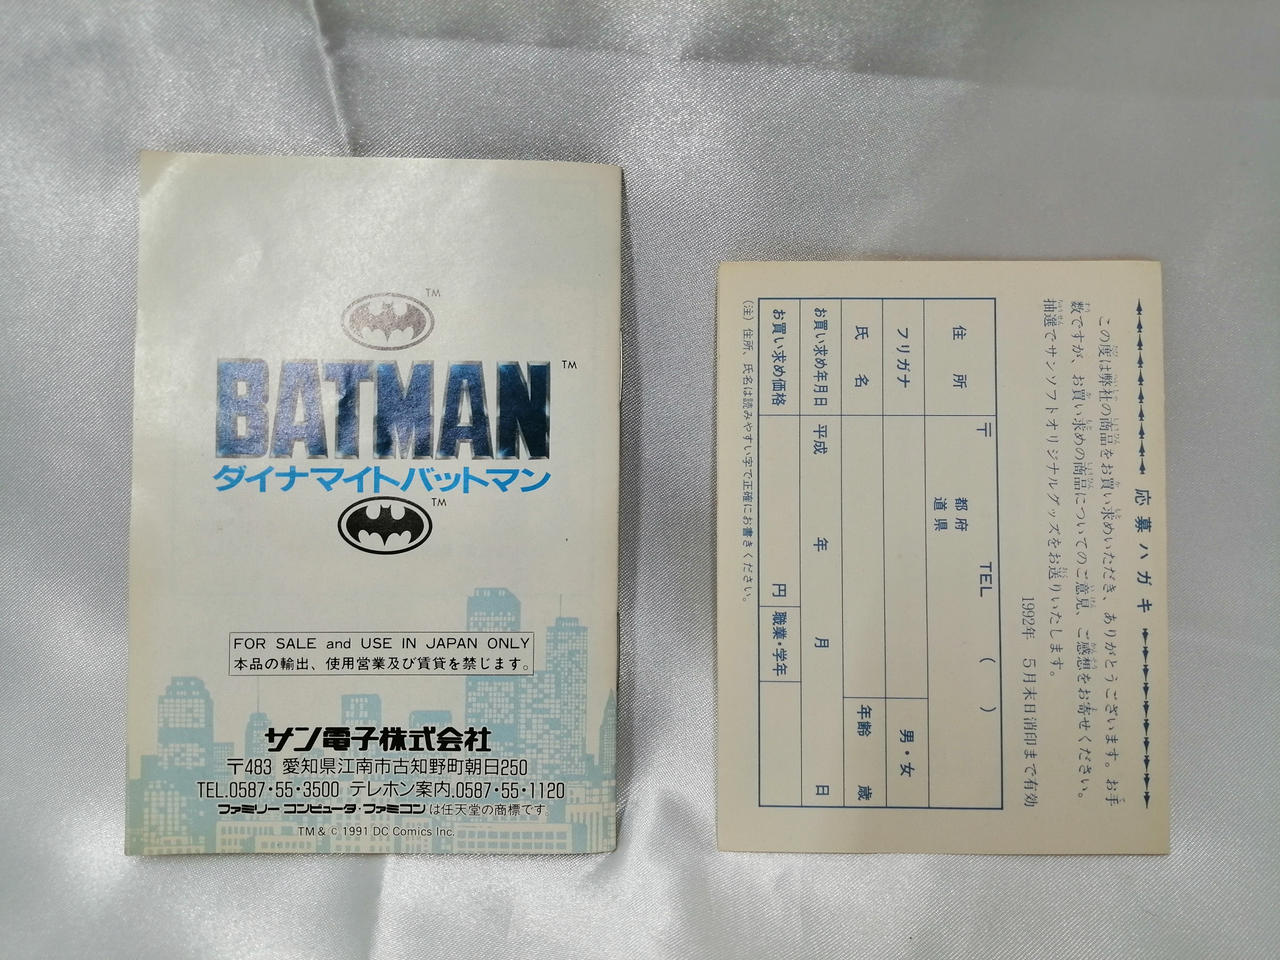 TM
BATMAN TM
ダイナマイトバットマン
TM
FOR SALE and USE IN JAPAN ONLY
本品の輸出、使用営業及び賃貸を禁じます。
サン電子株式会社
〒483 愛知県江南市古知野町朝日250
TEL.0587・55・3500 テレホン案内.0587・55・1120
ファミリー コンピュータ・ファミコンは任天堂の商標です。
TM & © 1991 DC Comics Inc.
応募ハガキ
この度は弊社の商品をお買い求めいただき、ありがとうございます。お手
数ですが、お買い求めの商品についてのご意見、ご感想をお寄せください。
抽選でサンソフトオリジナルグッズをお送りいたします。
1992年 5月末日消印まで有効
住所 〒 TEL ( )
都府
道県
フリガナ 男・女
氏名 年齢 歳
お買い求め年月日 平成 年 月 日
お買い求め価格 円 職業・学年
(注) 住所、氏名は読みやすい字で正確にお書きください。